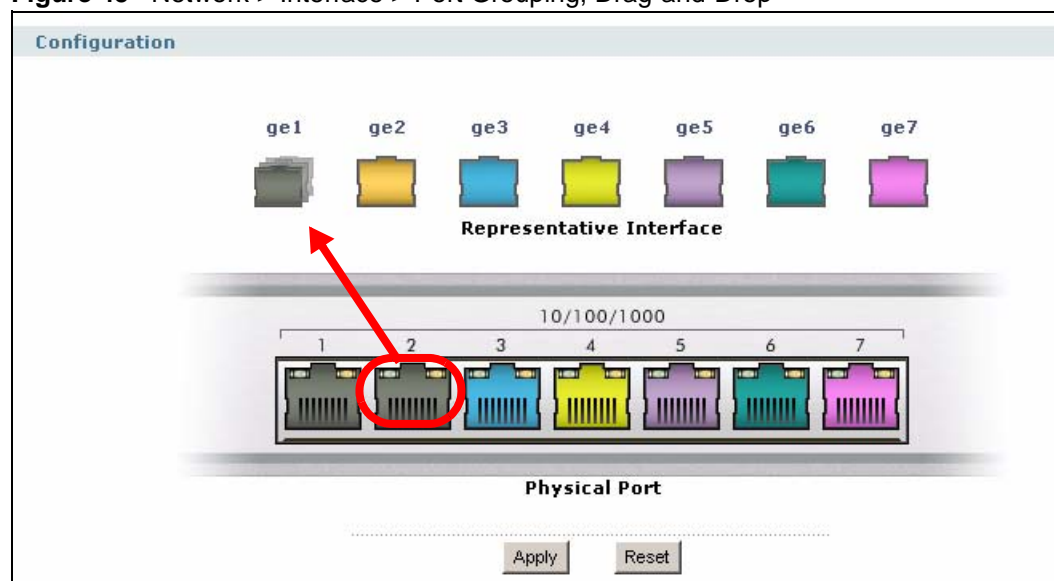 Configuration
ge1 ge2 ge3 ge4 ge5 ge6 ge7
Representative Interface
10/100/1000
1 2 3 4 5 6 7
Physical Port
Apply Reset